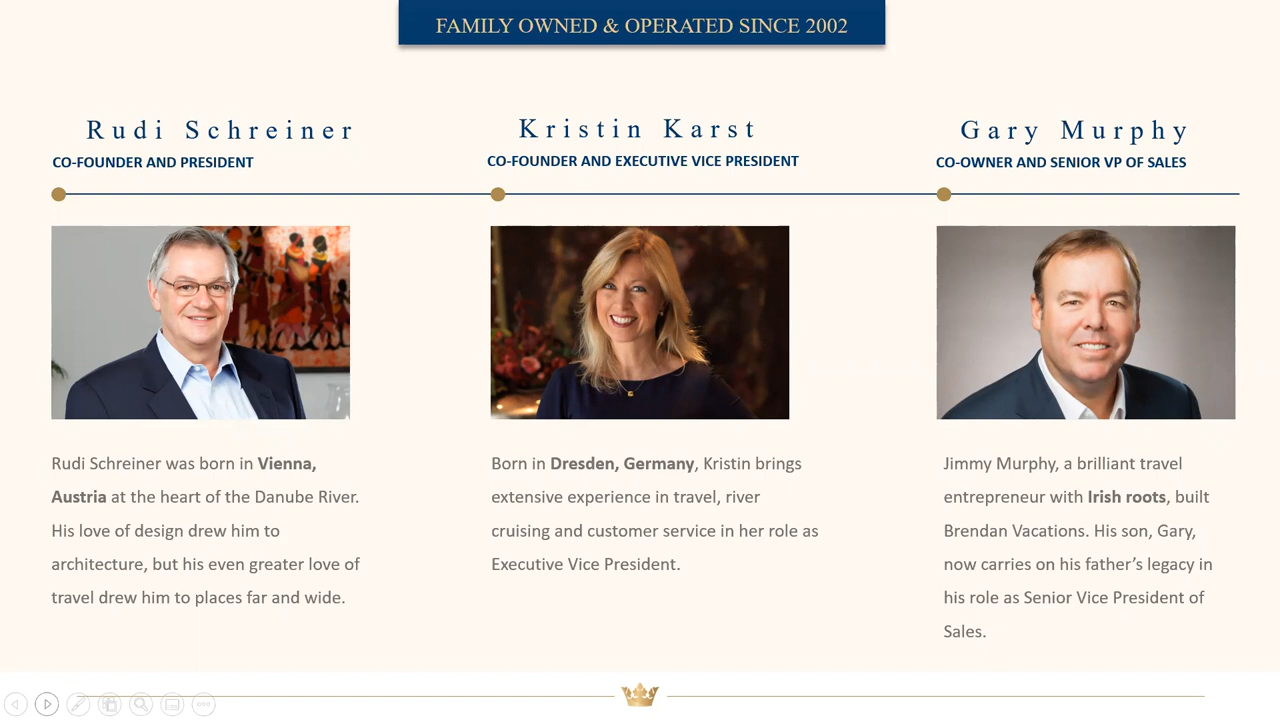 FAMILY OWNED & OPERATED SINCE 2002
Rudi Schreiner
CO-FOUNDER AND PRESIDENT
Rudi Schreiner was born in Vienna,
Austria at the heart of the Danube River.
His love of design drew him to
architecture, but his even greater love of
travel drew him to places far and wide.
Kristin Karst
CO-FOUNDER AND EXECUTIVE VICE PRESIDENT
Born in Dresden, Germany, Kristin brings
extensive experience in travel, river
cruising and customer service in her role as
Executive Vice President.
Gary Murphy
CO-OWNER AND SENIOR VP OF SALES
Jimmy Murphy, a brilliant travel
entrepreneur with Irish roots, built
Brendan Vacations. His son, Gary,
now carries on his father’s legacy in
his role as Senior Vice President of
Sales.